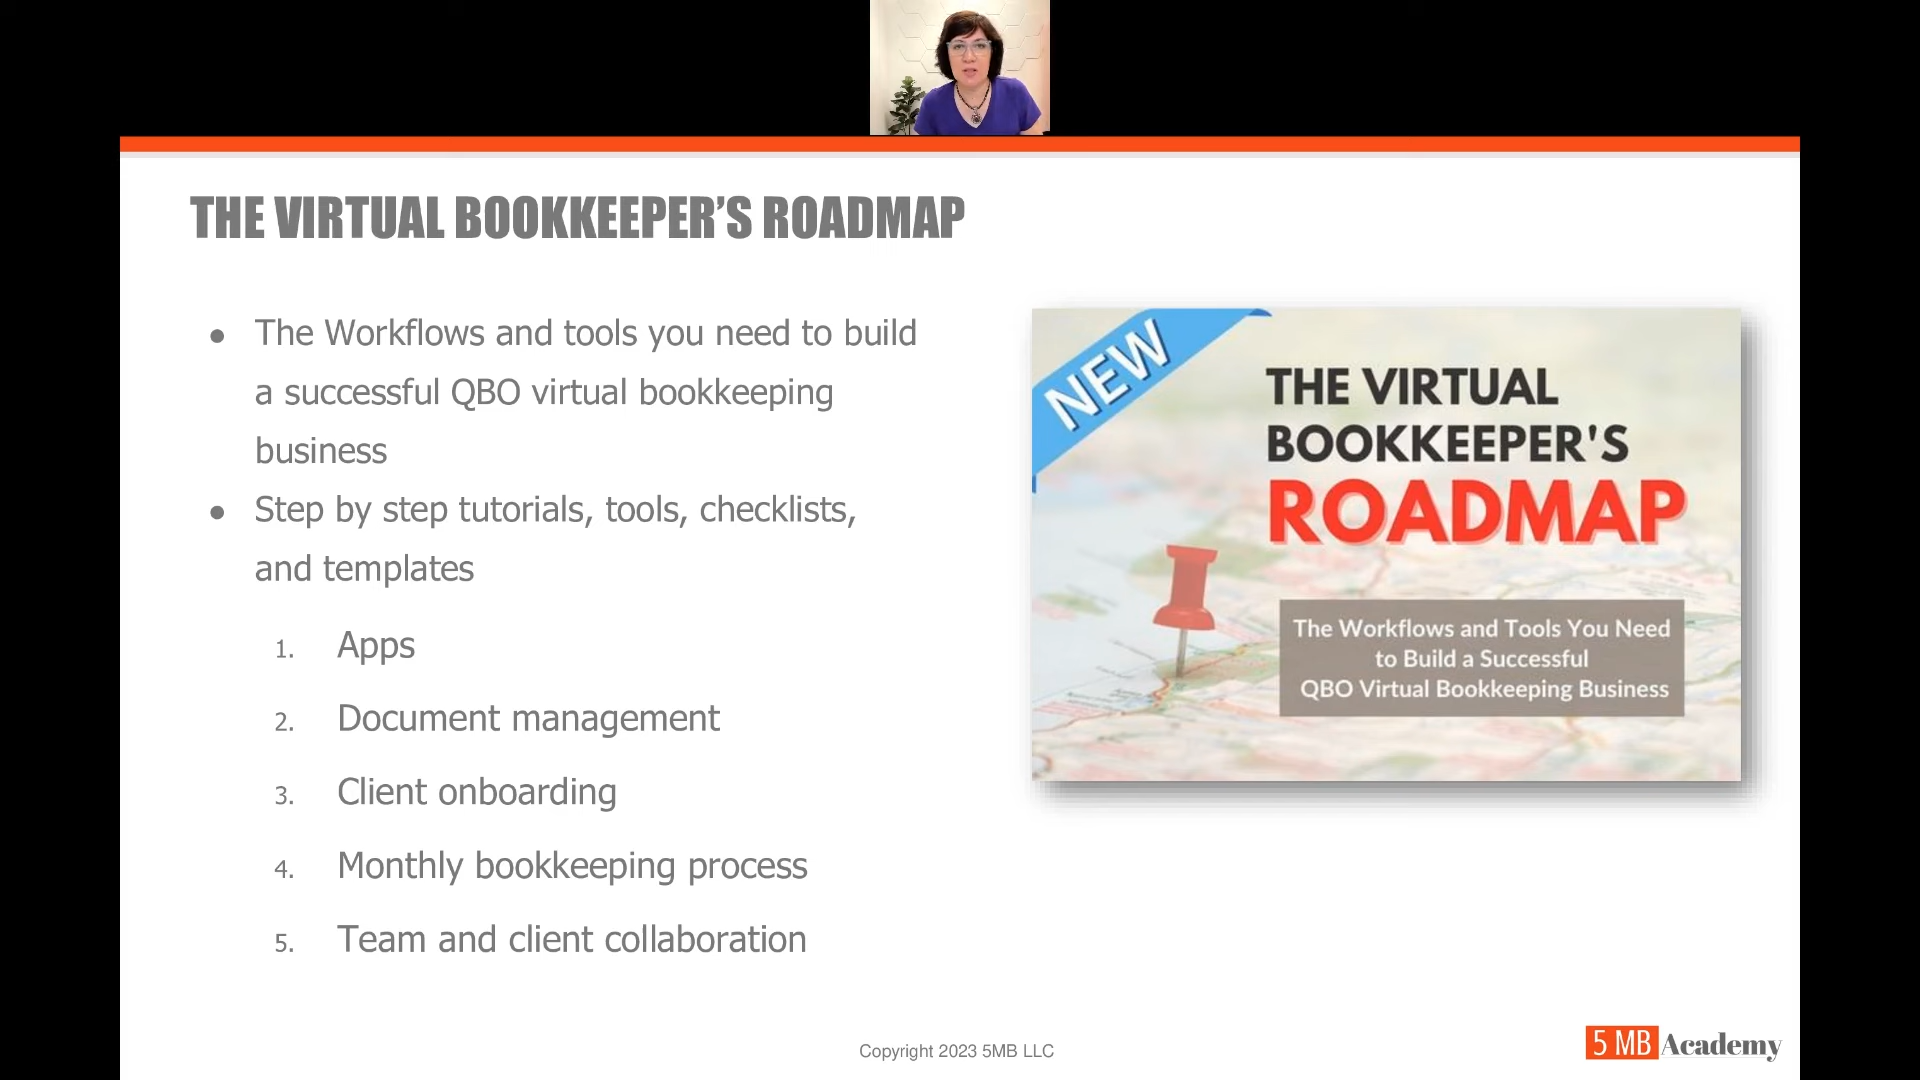 THE VIRTUAL BOOKKEEPER’S ROADMAP
● The Workflows and tools you need to build
a successful QBO virtual bookkeeping
business
● Step by step tutorials, tools, checklists,
and templates
1. Apps
2. Document management
3. Client onboarding
4. Monthly bookkeeping process
5. Team and client collaboration
NEW
THE VIRTUAL
BOOKKEEPER'S
ROADMAP
The Workflows and Tools You Need
to Build a Successful
QBO Virtual Bookkeeping Business
Copyright 2023 5MB LLC
5 MB Academy